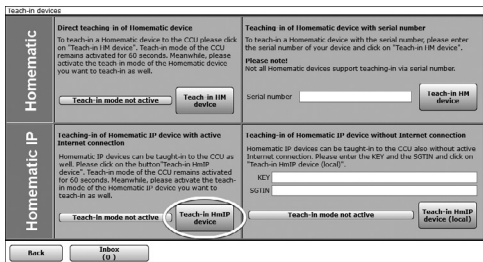 Teach-in devices
Homematic
Direct teaching in of Homematic device
To teach-in a Homematic device to the CCU please click
on "Teach-in HM device". Teach-in mode of the CCU
remains activated for 60 seconds. Meanwhile, please
activate the teach-in mode of the Homematic device
you want to teach-in as well.
Teach-in mode not active
Teach-in HM
device
Teaching-in of Homematic device with serial number
To teach-in a Homematic device with the serial number, please enter
the serial number of your device and click on "Teach-in HM device".
Please note!
Not all Homematic devices support teaching-in via serial number.
Serial number
Teach-in HM
device
Homematic IP
Teaching-in of Homematic IP device with active
Internet connection
Homematic IP devices can be taught-in to the CCU as
well. Please click on the button"Teach-in HmIP
device". Teach-in mode of the CCU remains activated
for 60 seconds. Meanwhile, please activate the teach-
in mode of the Homematic IP device you want to
teach-in as well.
Teach-in mode not active
Teach-in HmIP
device
Teaching-in of Homematic IP device without Internet connection
Homematic IP devices can be taught-in to the CCU also without active
Internet connection. Please enter the KEY and the SGTIN and click on
"Teach-in HmIP device (local)".
KEY
SGTIN
Teach-in mode not active
Teach-in HmIP
device (local)
Back
Inbox
(0 )